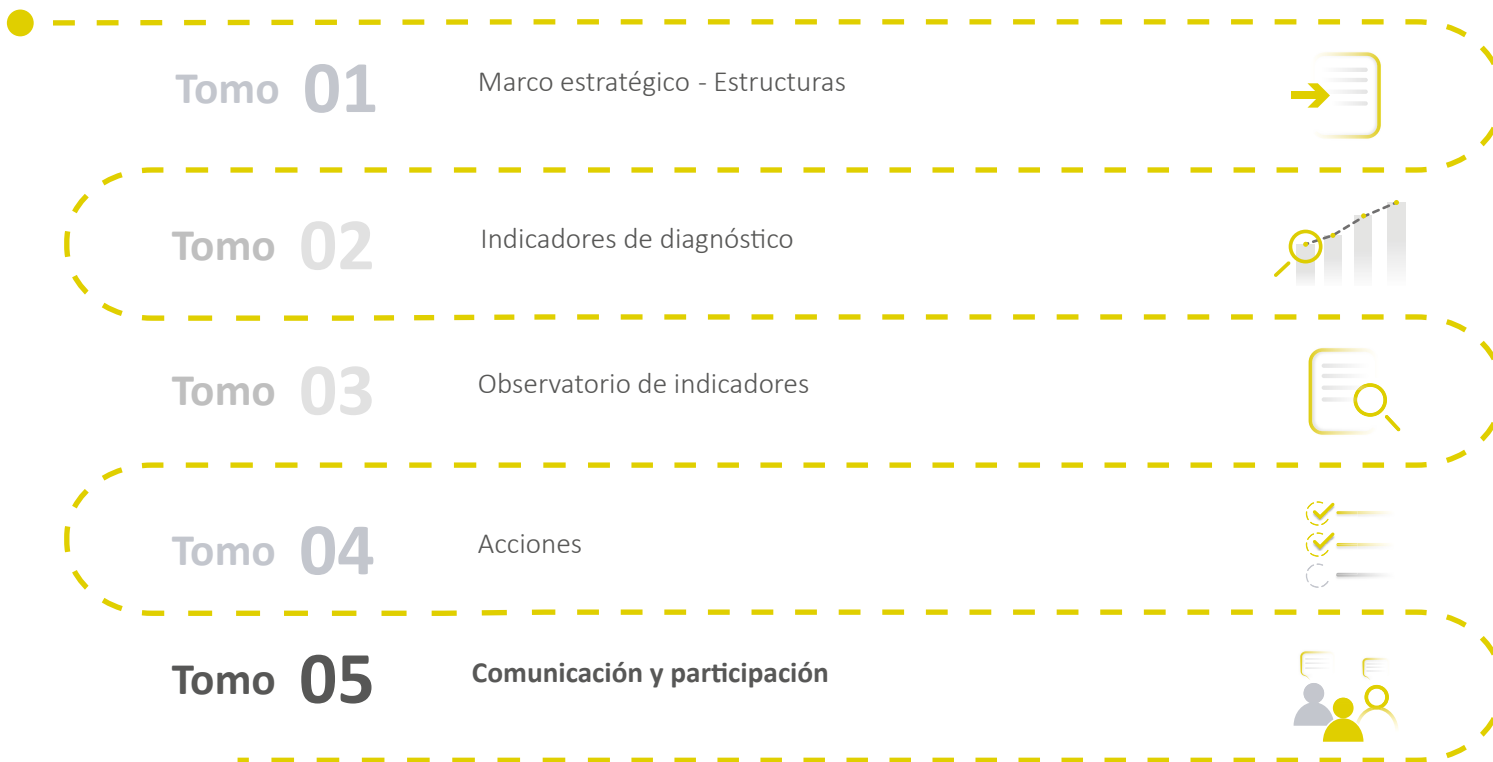 Tomo 01 Marco estratégico - Estructuras
Tomo 02 Indicadores de diagnóstico
Tomo 03 Observatorio de indicadores
Tomo 04 Acciones
Tomo 05 Comunicación y participación